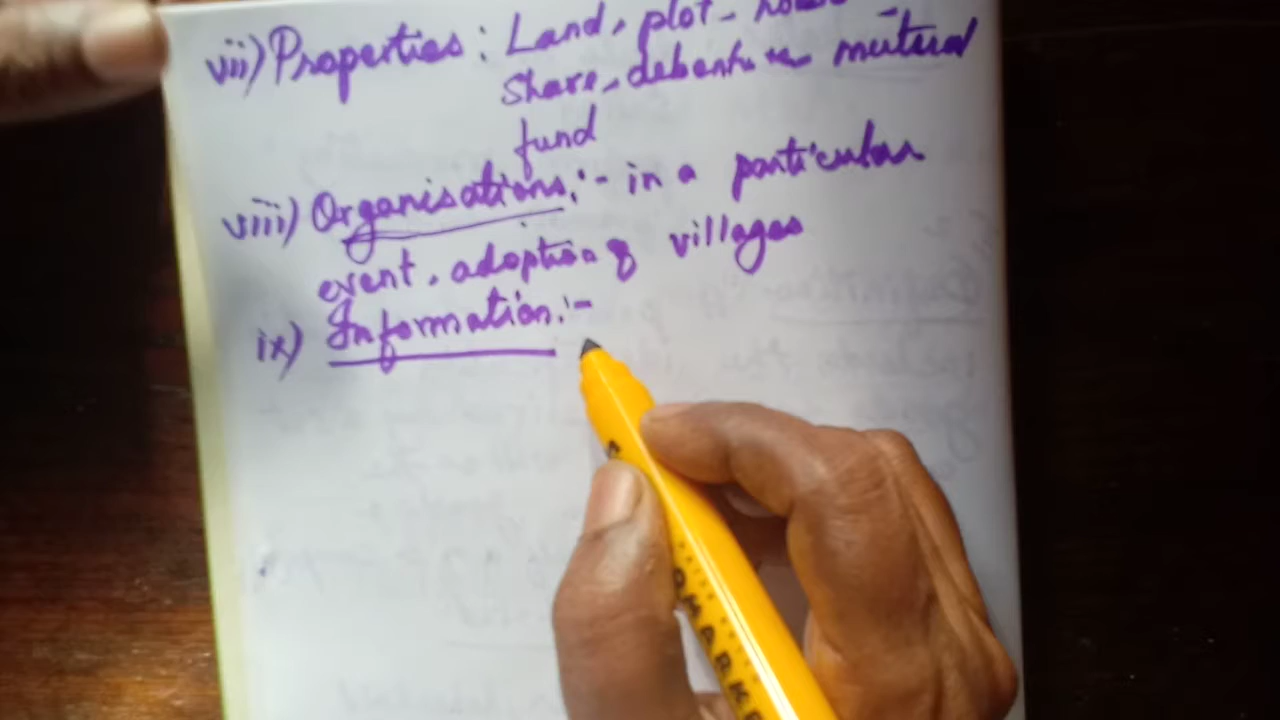 vii) Properties : Land, plot - house
share, debenture mutual
fund
viii) Organisations :- in a particular
event, adoption of villages
ix) Information :-